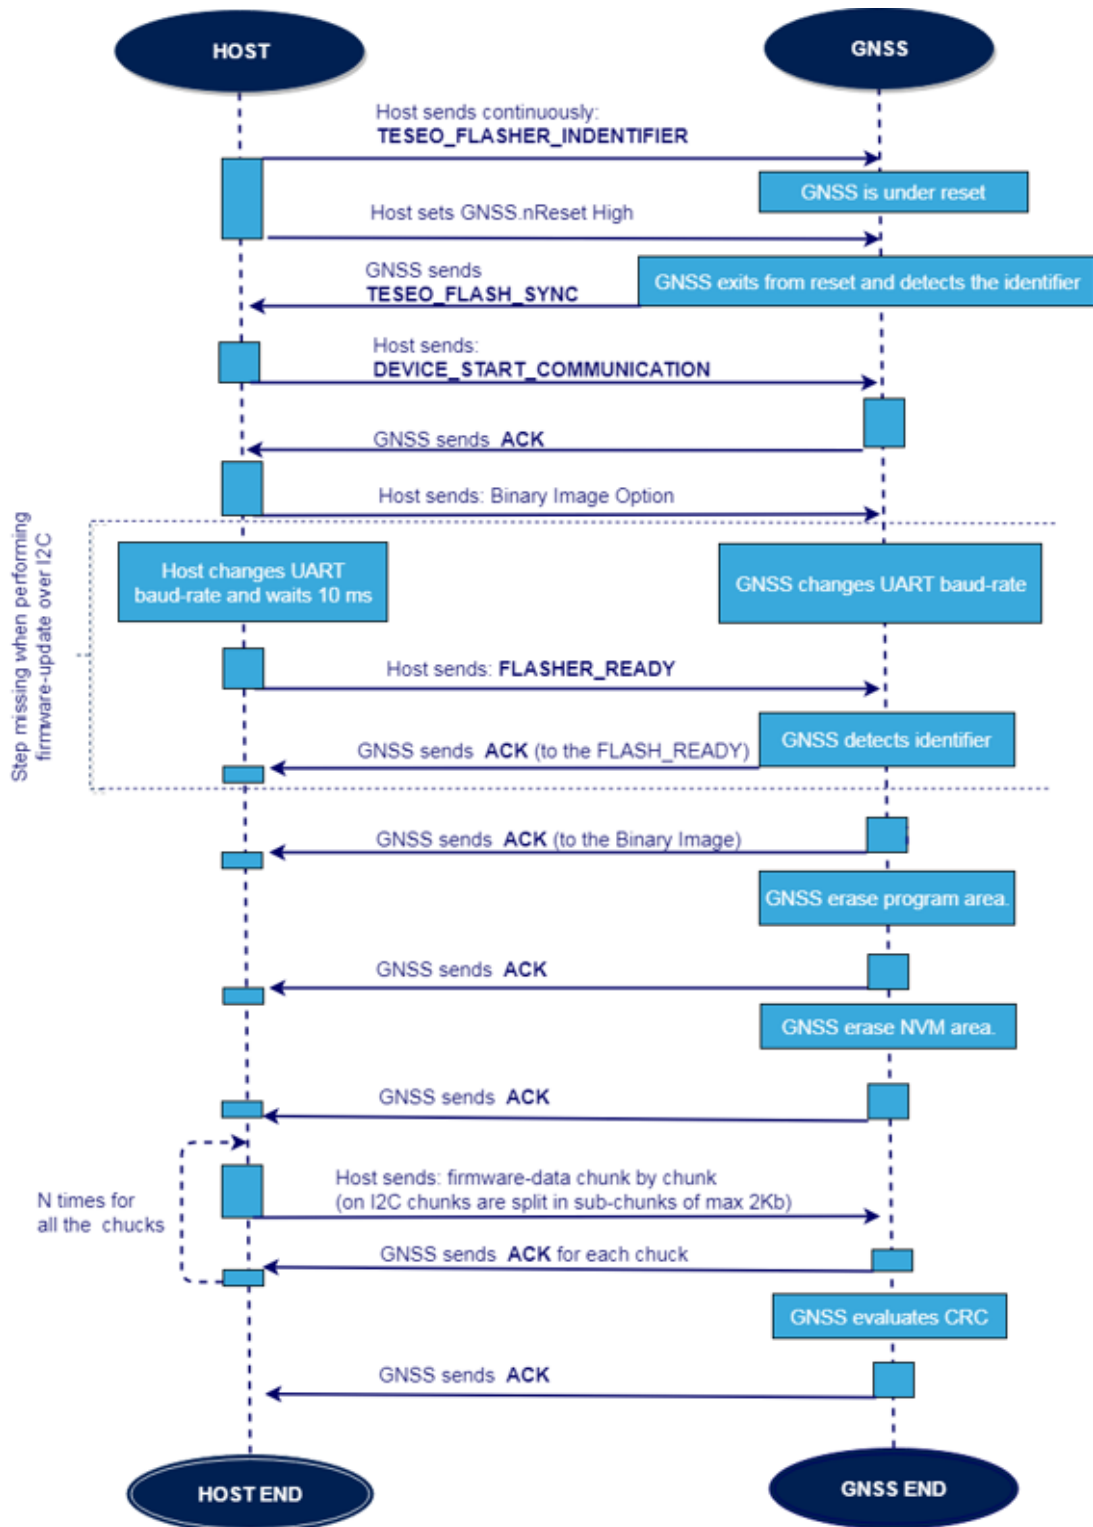 HOST
GNSS
Host sends continuously:
TESEO_FLASHER_INDENTIFIER
GNSS is under reset
Host sets GNSS.nReset High
GNSS sends
TESEO_FLASH_SYNC
GNSS exits from reset and detects the identifier
Host sends:
DEVICE_START_COMMUNICATION
GNSS sends ACK
Host sends: Binary Image Option
Step missing when performing
firmware-update over I2C
Host changes UART
baud-rate and waits 10 ms
GNSS changes UART baud-rate
Host sends: FLASHER_READY
GNSS detects identifier
GNSS sends ACK (to the FLASH_READY)
GNSS sends ACK (to the Binary Image)
GNSS erase program area.
GNSS sends ACK
GNSS erase NVM area.
GNSS sends ACK
N times for
all the chucks
Host sends: firmware-data chunk by chunk
(on I2C chunks are split in sub-chunks of max 2Kb)
GNSS sends ACK for each chuck
GNSS evaluates CRC
GNSS sends ACK
HOST END
GNSS END